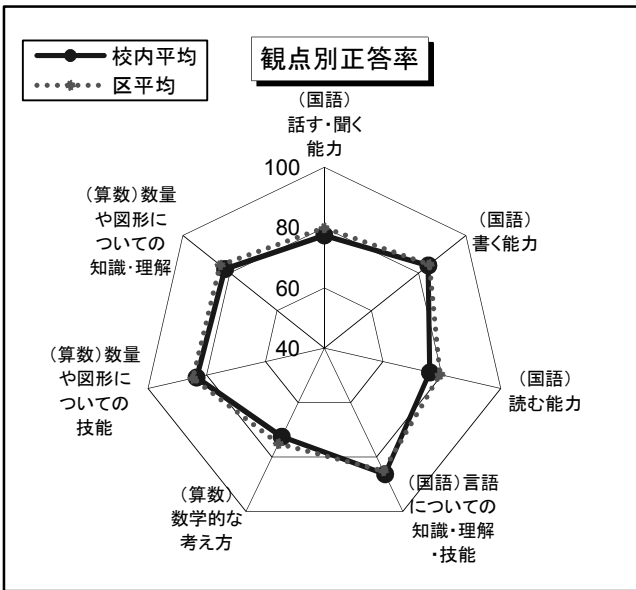 校内平均
区平均
観点別正答率
(国語)
話す・聞く
能力
100
80
60
40
(国語)
書く能力
(国語)
読む能力
(国語)言語
についての
知識・理解
・技能
(算数)
数学的な
考え方
(算数)数量
や図形に
ついての
技能
(算数)数量
や図形に
ついての
知識・理解